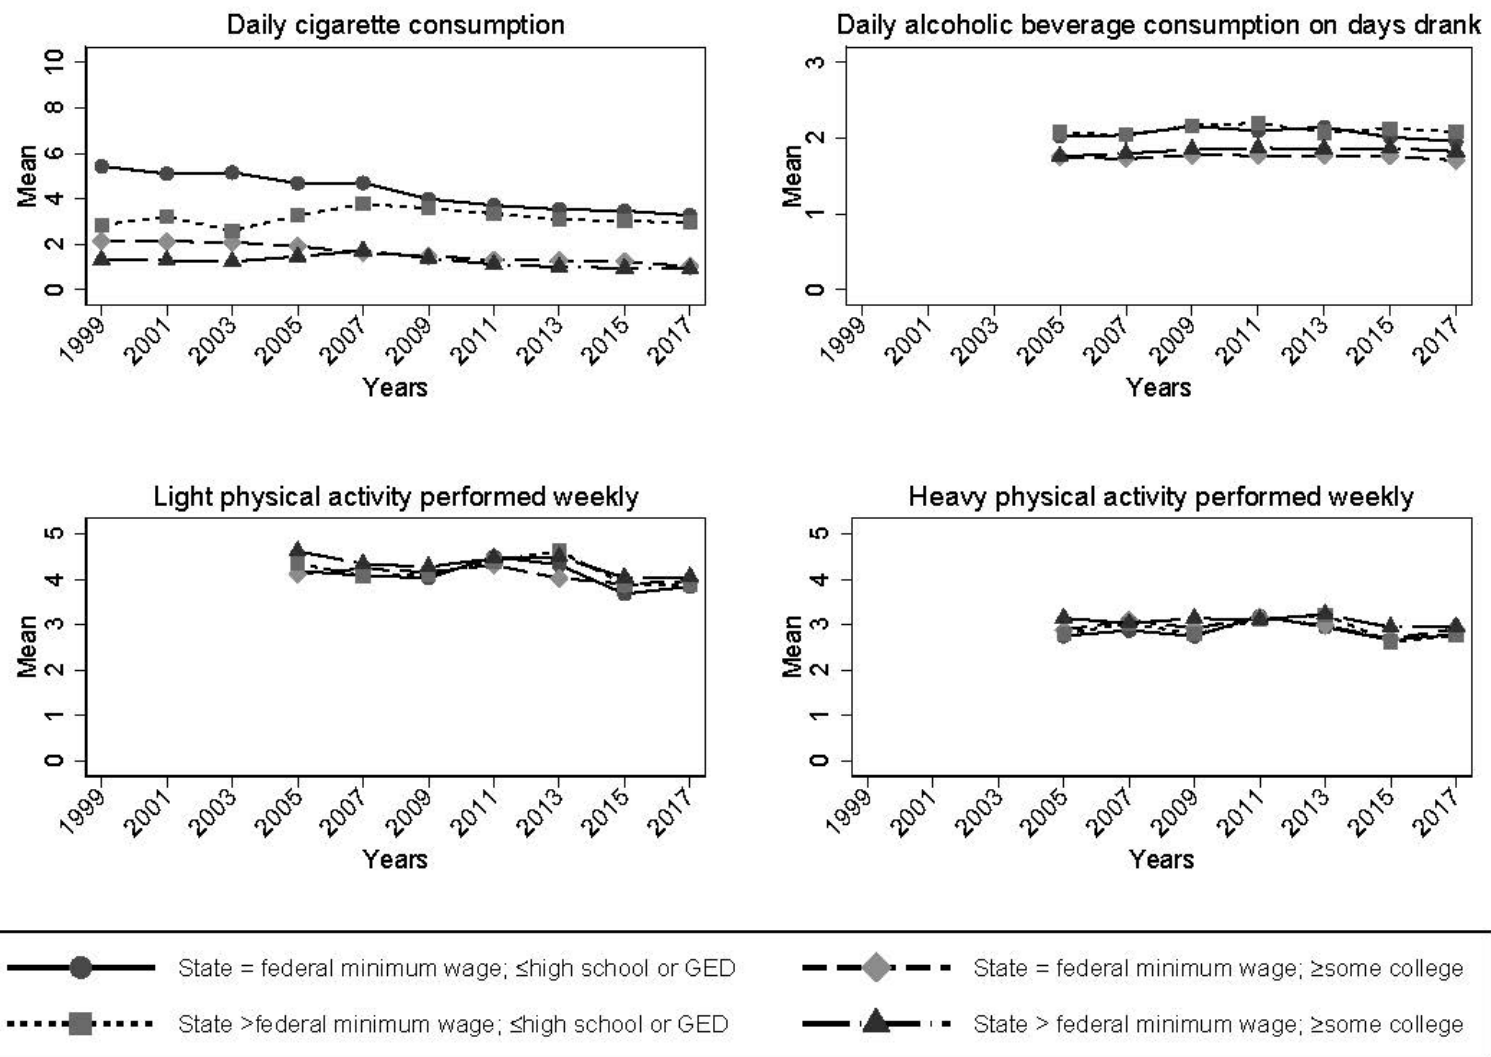 Daily cigarette consumption
Mean
10
8
6
4
2
0
1999 2001 2003 2005 2007 2009 2011 2013 2015 2017
Years
Daily alcoholic beverage consumption on days drank
Mean
3
2
1
0
1999 2001 2003 2005 2007 2009 2011 2013 2015 2017
Years
Light physical activity performed weekly
Mean
5
4
3
2
1
0
1999 2001 2003 2005 2007 2009 2011 2013 2015 2017
Years
Heavy physical activity performed weekly
Mean
5
4
3
2
1
0
1999 2001 2003 2005 2007 2009 2011 2013 2015 2017
Years
State = federal minimum wage; ≤high school or GED
State = federal minimum wage; ≥some college
State >federal minimum wage; ≤high school or GED
State > federal minimum wage; ≥some college